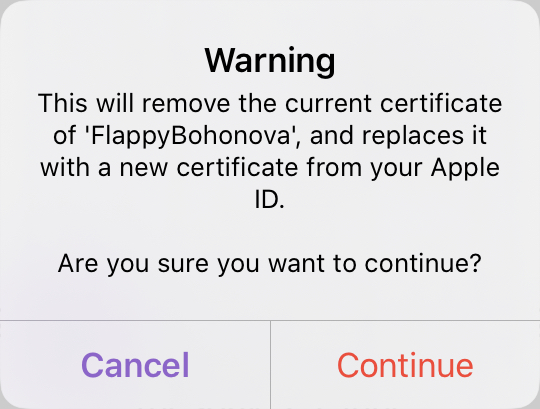 Warning
This will remove the current certificate
of 'FlappyBohonova', and replaces it
with a new certificate from your Apple
ID.
Are you sure you want to continue?
Cancel
Continue